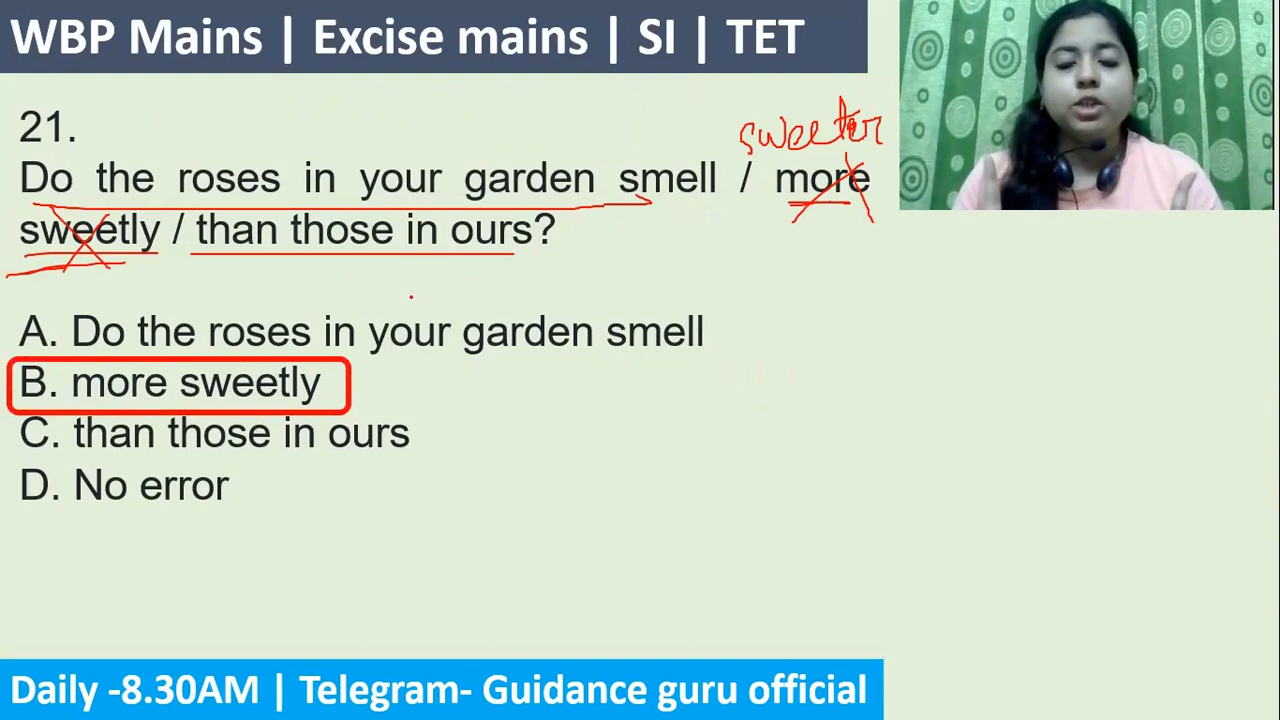 WBP Mains | Excise mains | SI | TET
21.
sweeter
Do the roses in your garden smell / more
sweetly / than those in ours?
A. Do the roses in your garden smell
B. more sweetly
C. than those in ours
D. No error
Daily -8.30AM | Telegram- Guidance guru official